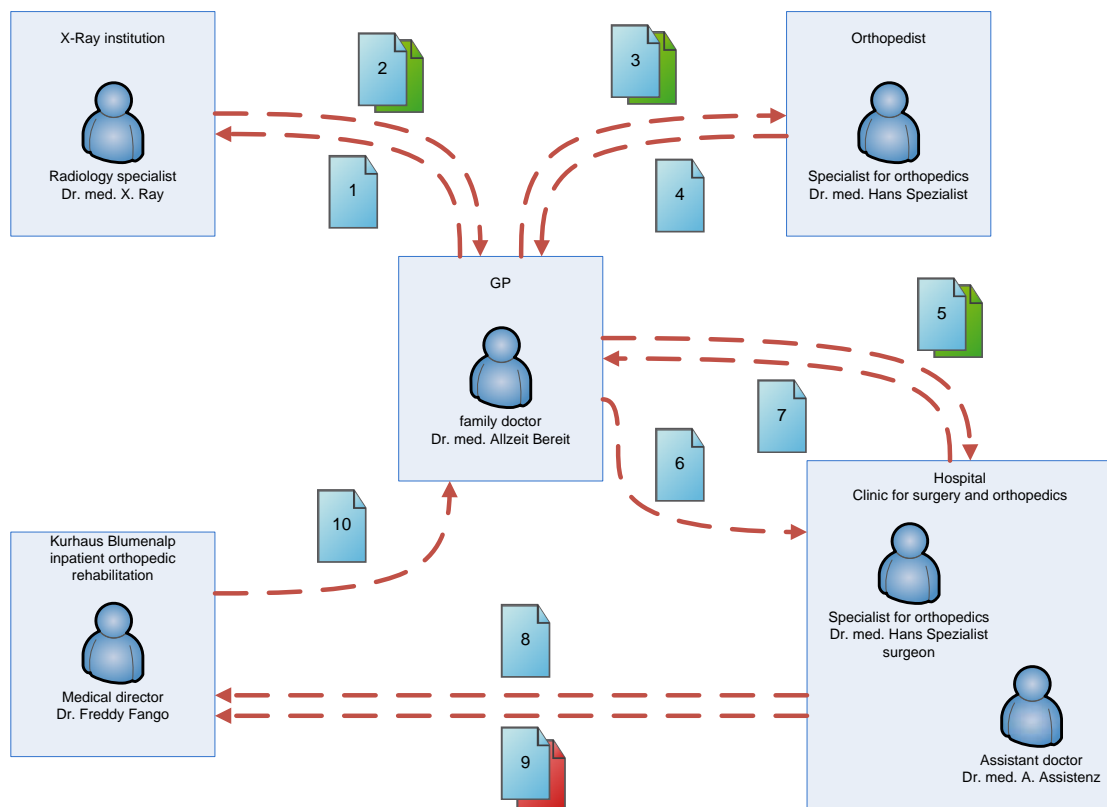 X-Ray institution
Radiology specialist
Dr. med. X. Ray
2
1
3
4
Orthopedist
Specialist for orthopedics
Dr. med. Hans Spezialist
GP
family doctor
Dr. med. Allzeit Bereit
5
7
6
Hospital
Clinic for surgery and orthopedics
Specialist for orthopedics
Dr. med. Hans Spezialist
surgeon
Assistant doctor
Dr. med. A. Assistenz
10
Kurhaus Blumenalp
inpatient orthopedic
rehabilitation
Medical director
Dr. Freddy Fango
8
9